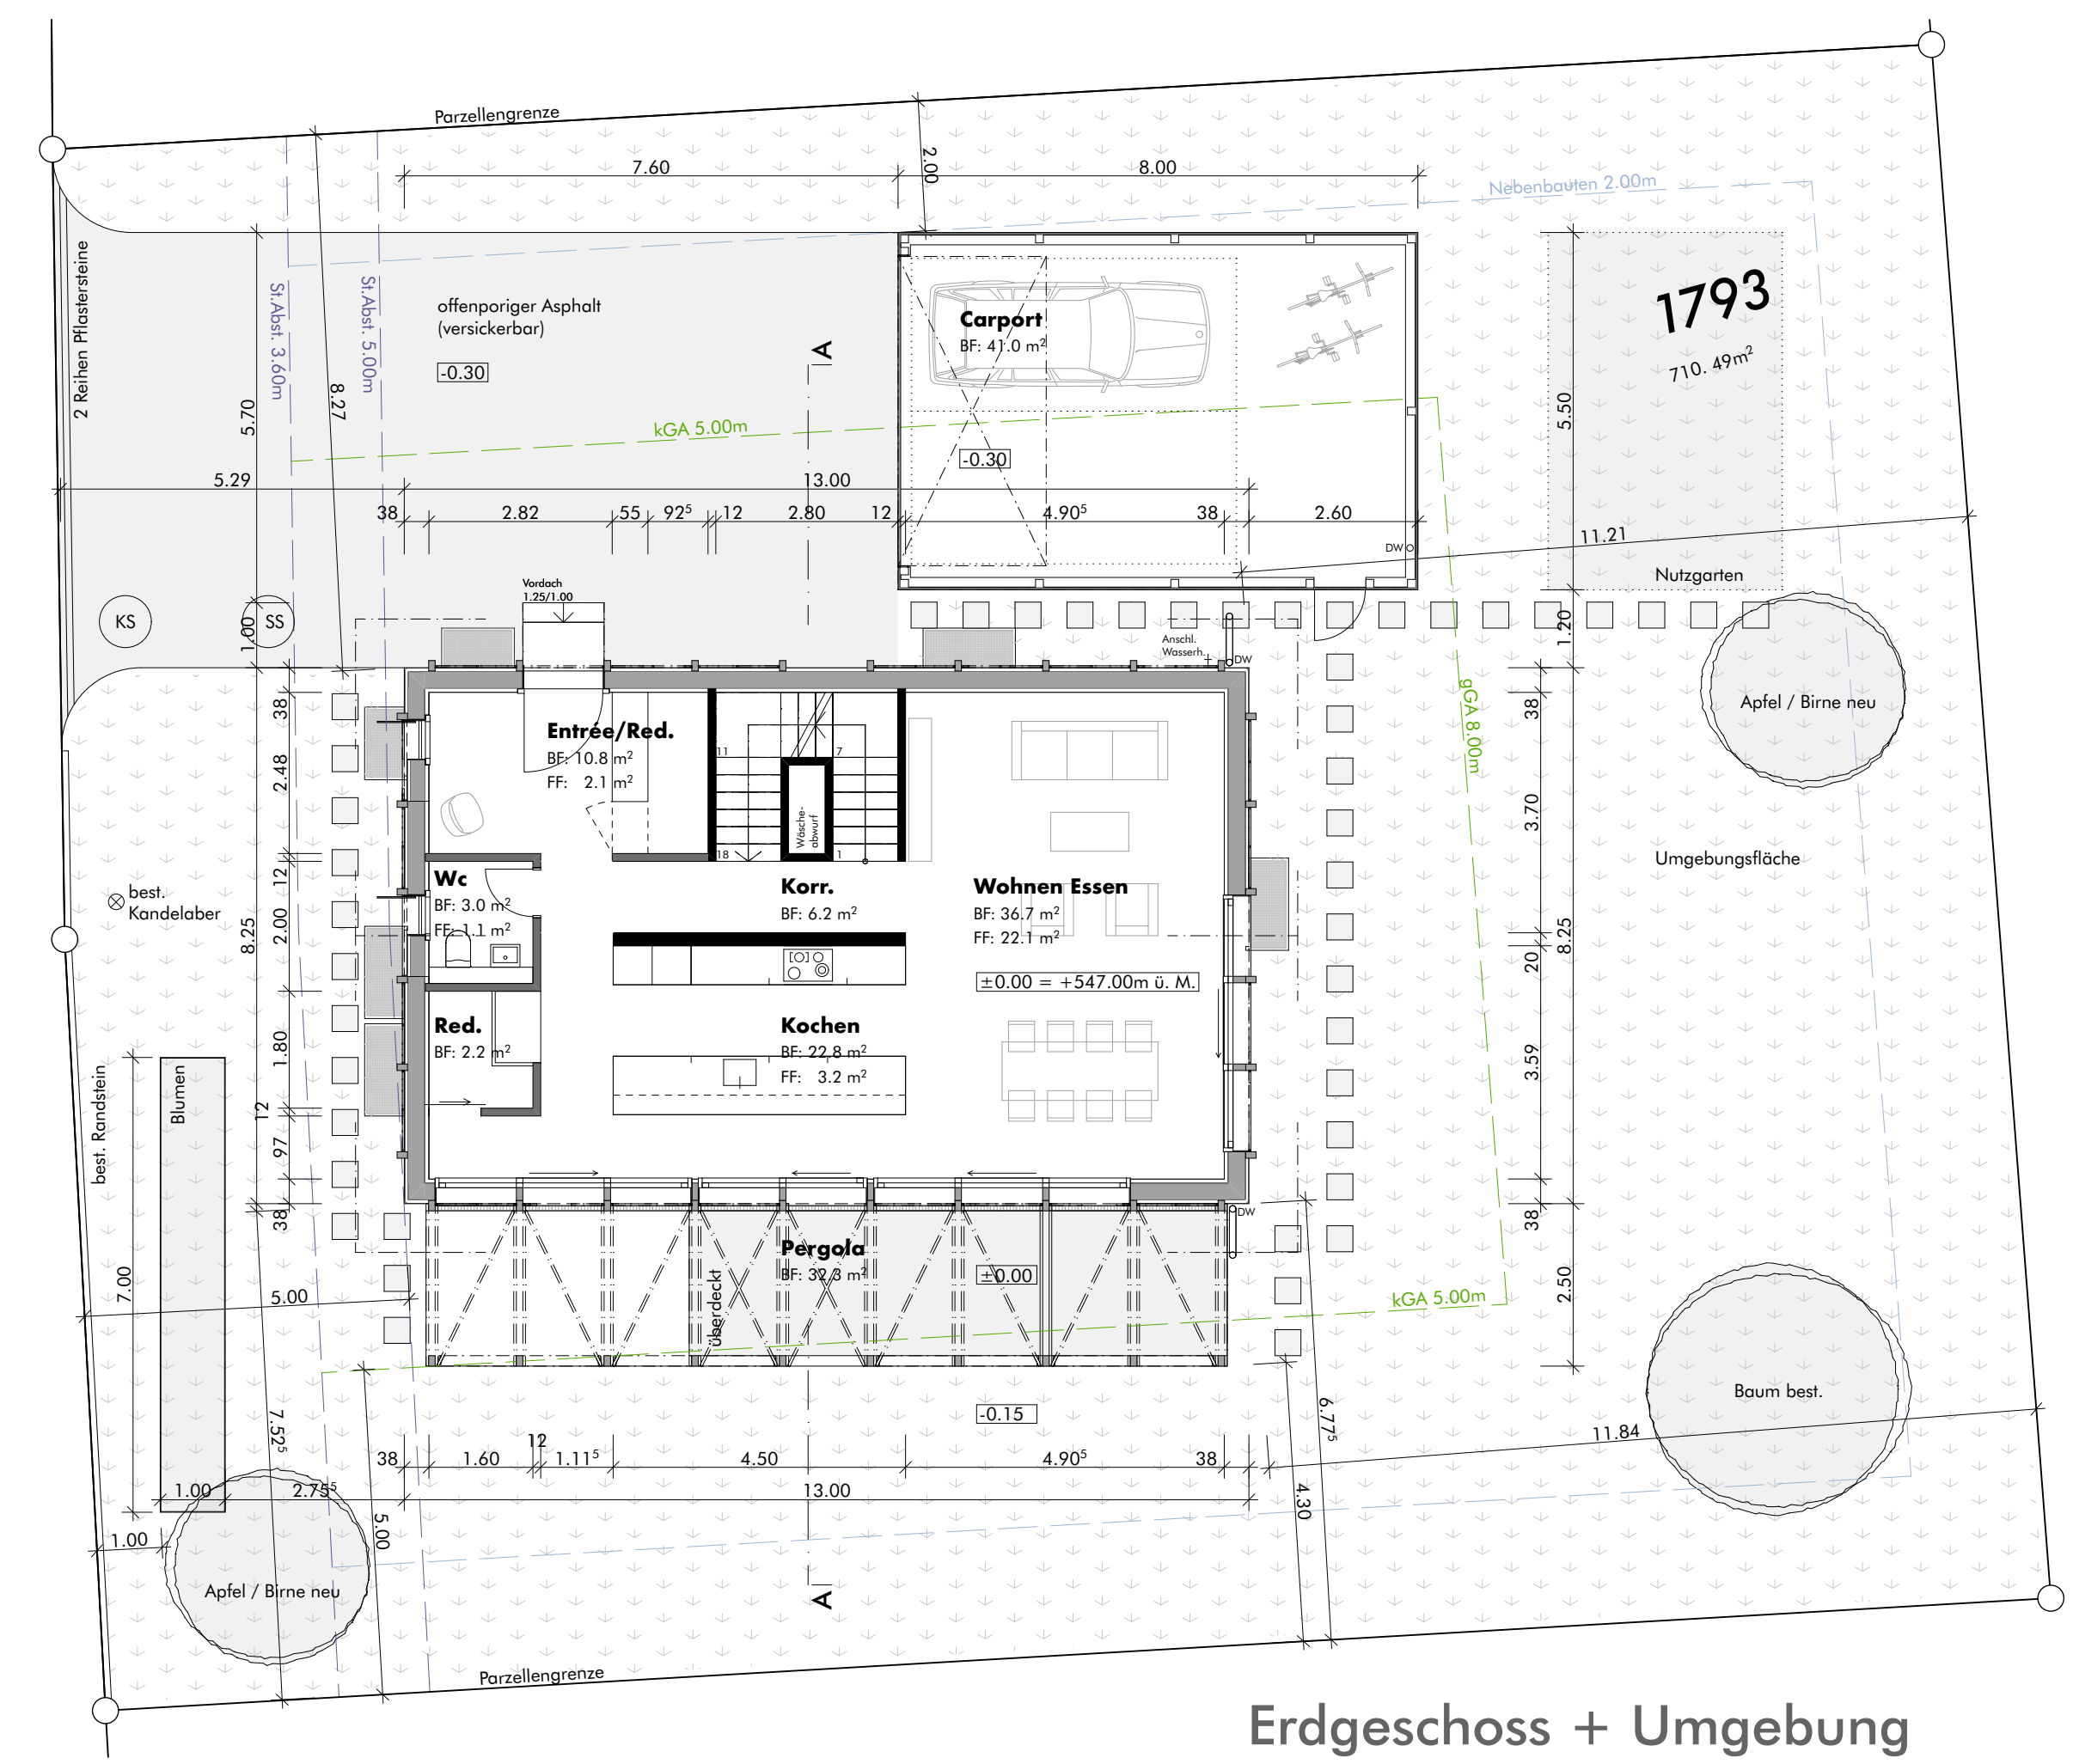 Parzellengrenze
7.60
2.00
8.00
Nebenbauten 2.00m
2 Reihen Pflastersteine
St.Abst. 3.60m
St.Abst. 5.00m
8.27
offenporiger Asphalt
(versickerbar)
-0.30
A
Carport
BF: 41.0 m²
1793
710. 49m²
5.70
kGA 5.00m
5.50
-0.30
5.29
13.00
38
2.82
55
92⁵
12
2.80
12
4.90⁵
38
2.60
DW
11.21
Nutzgarten
Vordach
1.25/1.00
KS
SS
1.00
1.20
Anschl.
Wasserh.
DW
38
2.48
Entrée/Red.
BF: 10.8 m²
FF: 2.1 m²
11
7
Wäsche-
abwurf
18
1
38
3.70
gGA 8.00m
Apfel / Birne neu
Umgebungsfläche
best.
Kandelaber
12
2.00
8.25
Wc
BF: 3.0 m²
FF: 1.1 m²
Korr.
BF: 6.2 m²
Wohnen Essen
BF: 36.7 m²
FF: 22.1 m²
±0.00 = +547.00m ü. M.
20
8.25
Red.
BF: 2.2 m²
Kochen
BF: 22.8 m²
FF: 3.2 m²
1.80
12
97
38
3.59
38
best. Randstein
Blumen
7.00
5.00
DW
Pergola
BF: 32.3 m²
überdeckt
±0.00
kGA 5.00m
2.50
Baum best.
-0.15
7.52⁵
6.77⁵
11.84
38
1.60
12
1.11⁵
4.50
4.90⁵
38
1.00
2.75⁵
13.00
4.30
1.00
5.00
Apfel / Birne neu
A
Parzellengrenze
Erdgeschoss + Umgebung